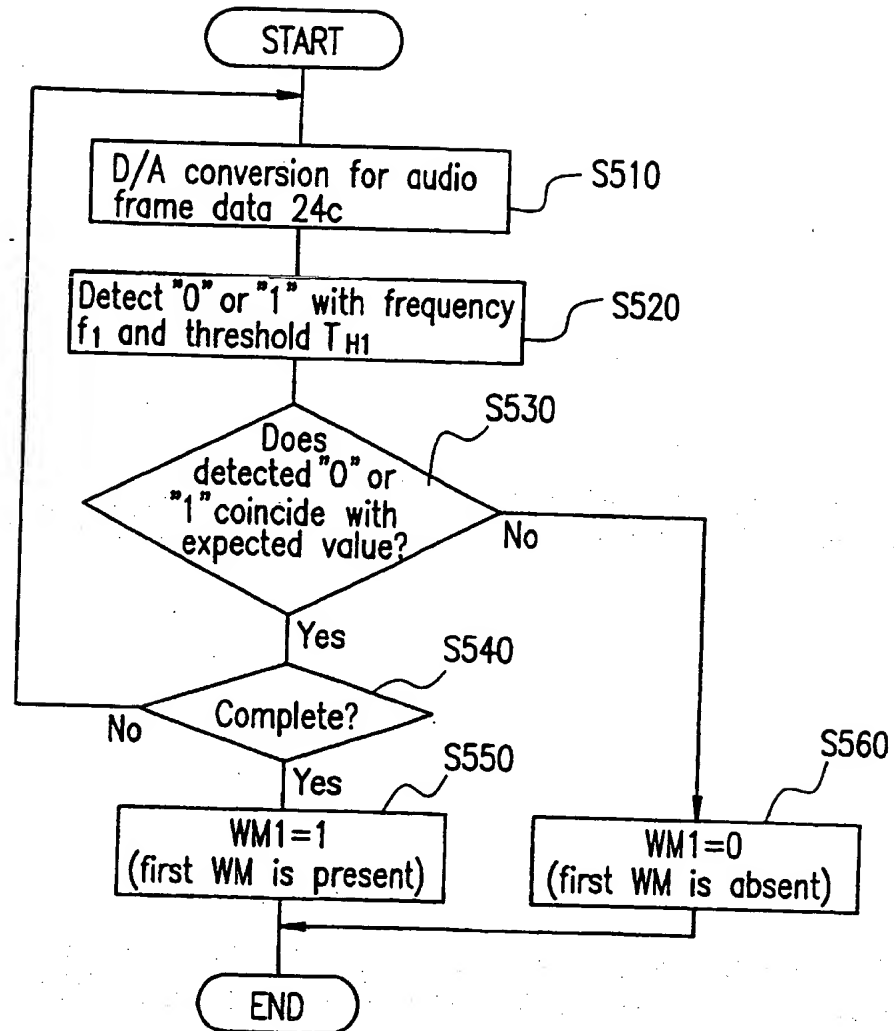 START
D/A conversion for audio
frame data 24c
S510
Detect "0" or "1" with frequency
f1 and threshold TH1
S520
S530
Does
detected "0" or
"1" coincide with
expected value?
No
Yes
S540
Complete?
No
Yes
S550
WM1=1
(first WM is present)
S560
WM1=0
(first WM is absent)
END